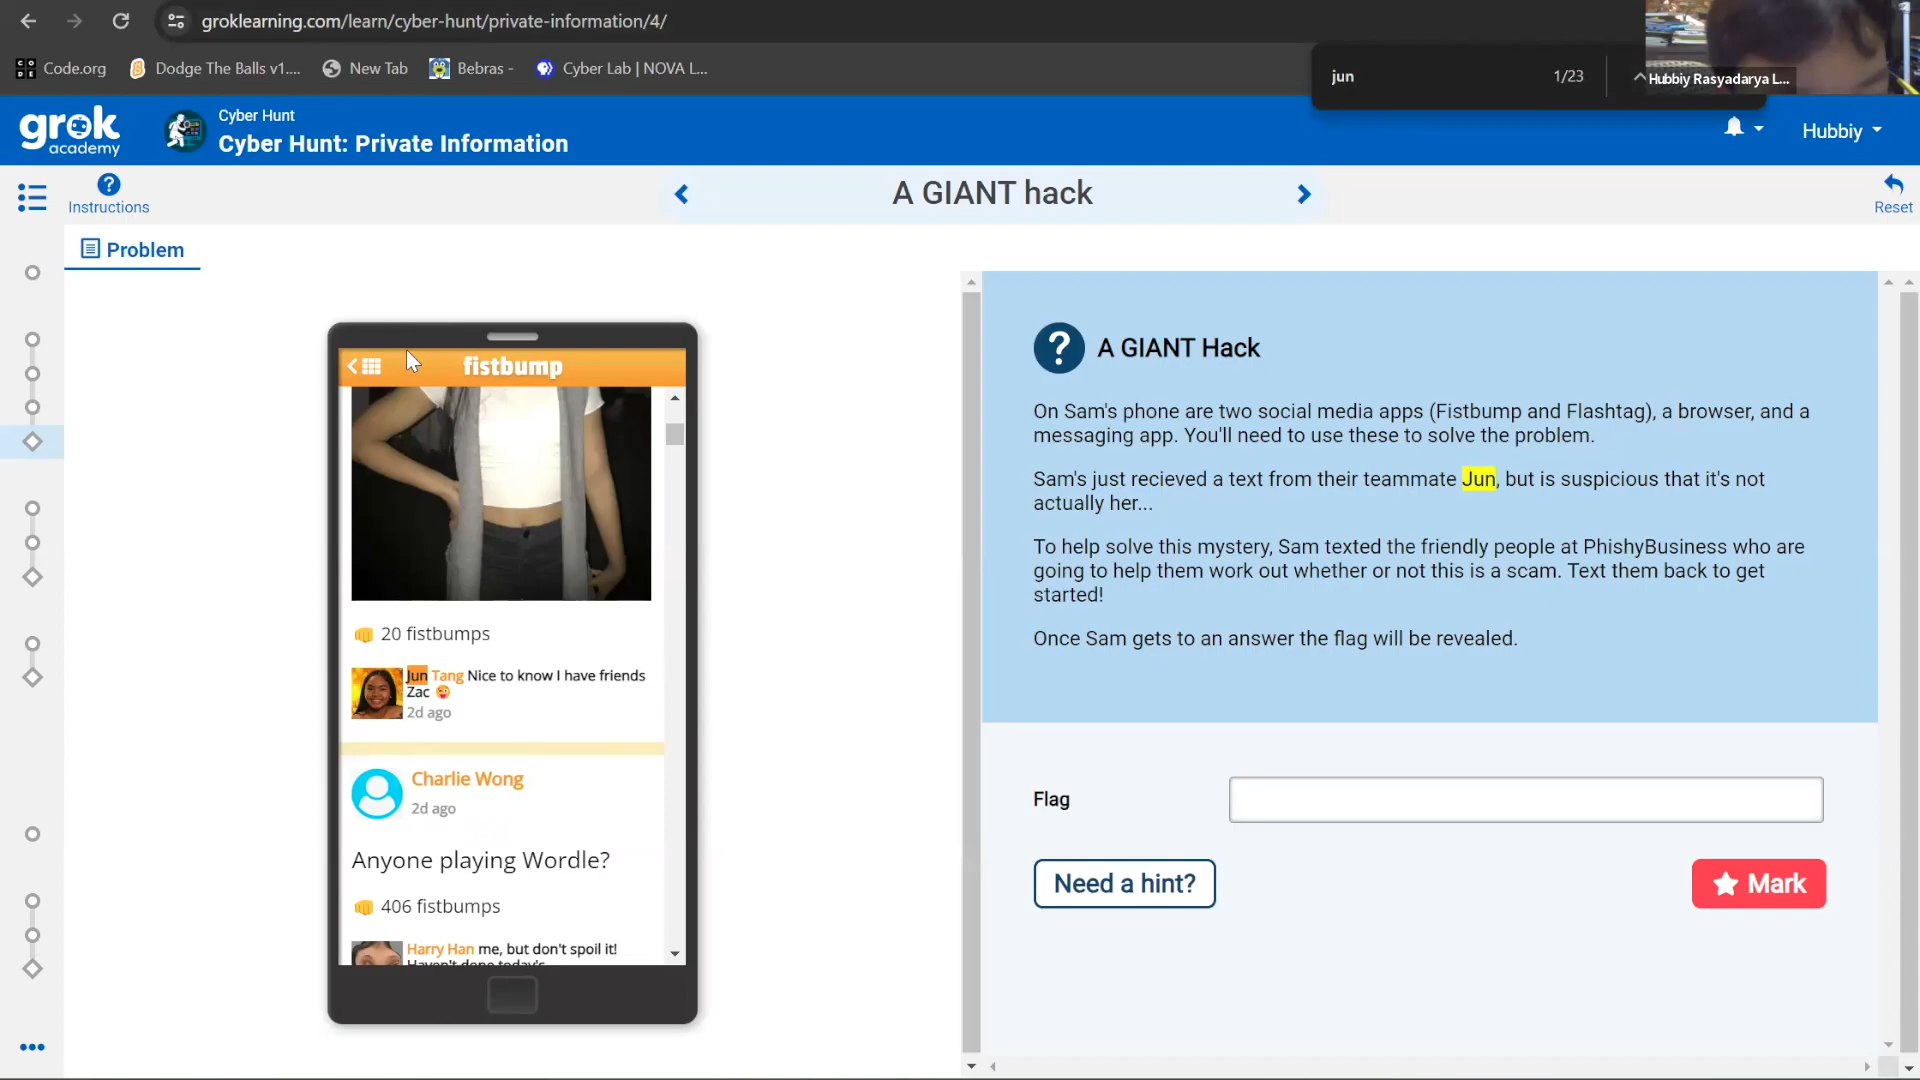 groklearning.com/learn/cyber-hunt/private-information/4/
Code.org
Dodge The Balls v1....
New Tab
Bebras -
Cyber Lab | NOVA L...
jun
1/23
Hubbiy Rasyadarya L...
grok
academy
Cyber Hunt
Cyber Hunt: Private Information
Hubbiy
Instructions
A GIANT hack
Reset
Problem
fistbump
20 fistbumps
Jun Tang Nice to know I have friends
Zac
2d ago
Charlie Wong
2d ago
Anyone playing Wordle?
406 fistbumps
Harry Han me, but don't spoil it!
Haven't done today's
A GIANT Hack
On Sam's phone are two social media apps (Fistbump and Flashtag), a browser, and a
messaging app. You'll need to use these to solve the problem.
Sam's just recieved a text from their teammate Jun, but is suspicious that it's not
actually her...
To help solve this mystery, Sam texted the friendly people at PhishyBusiness who are
going to help them work out whether or not this is a scam. Text them back to get
started!
Once Sam gets to an answer the flag will be revealed.
Flag
Need a hint?
Mark